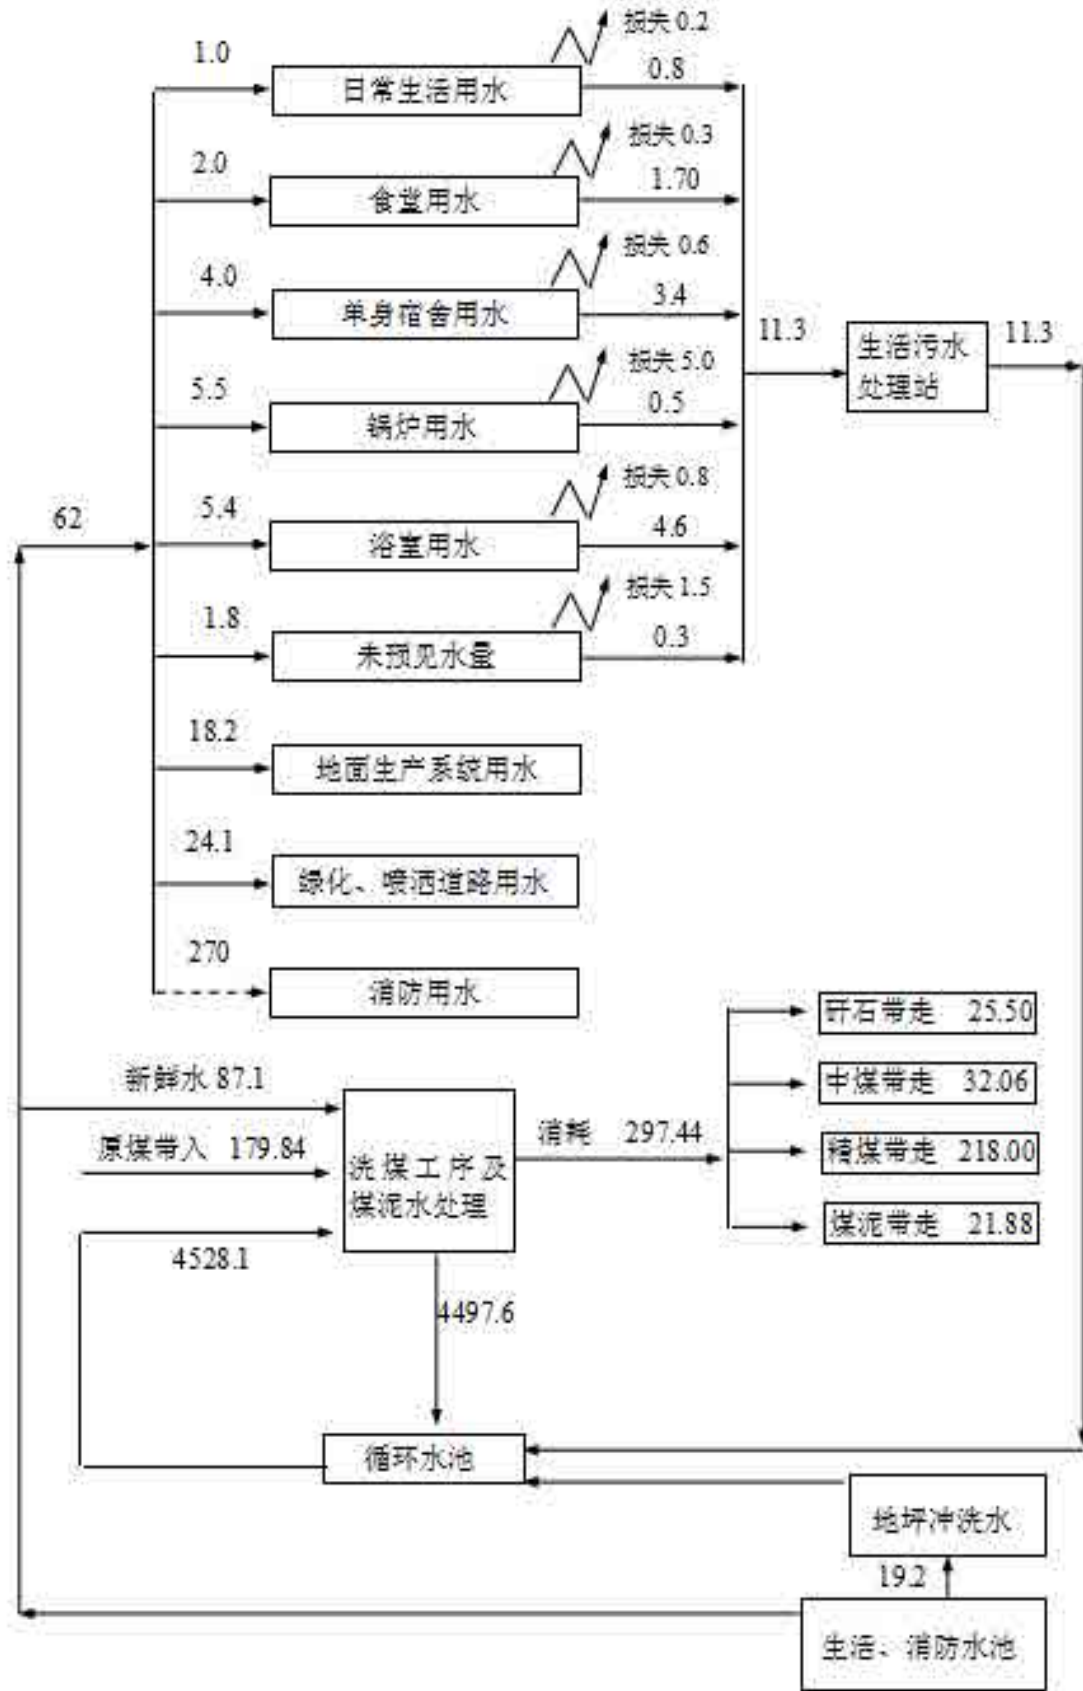 损失 0.2
1.0
0.8
日常生活用水
损失 0.3
2.0
1.70
食堂用水
损失 0.6
4.0
3.4
单身宿舍用水
11.3
生活污水
处理站
11.3
损失 5.0
5.5
0.5
锅炉用水
损失 0.8
62
5.4
4.6
浴室用水
损失 1.5
1.8
0.3
未预见水量
18.2
地面生产系统用水
24.1
绿化、喷洒道路用水
270
消防用水
新鲜水 87.1
原煤带入 179.84
4528.1
洗煤工序及
煤泥水处理
消耗 297.44
矸石带走 25.50
中煤带走 32.06
精煤带走 218.00
煤泥带走 21.88
4497.6
循环水池
地坪冲洗水
19.2
生活、消防水池